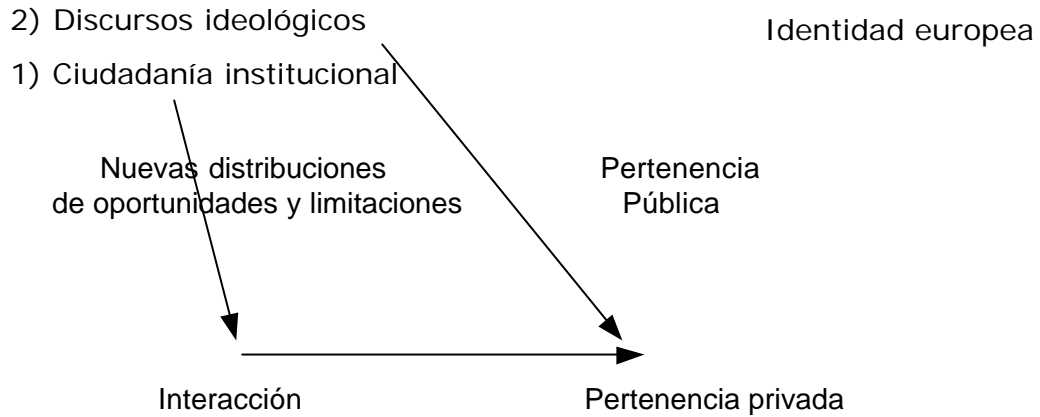 2) Discursos ideológicos
Identidad europea
1) Ciudadanía institucional
Nuevas distribuciones
de oportunidades y limitaciones
Pertenencia
Pública
Interacción
Pertenencia privada